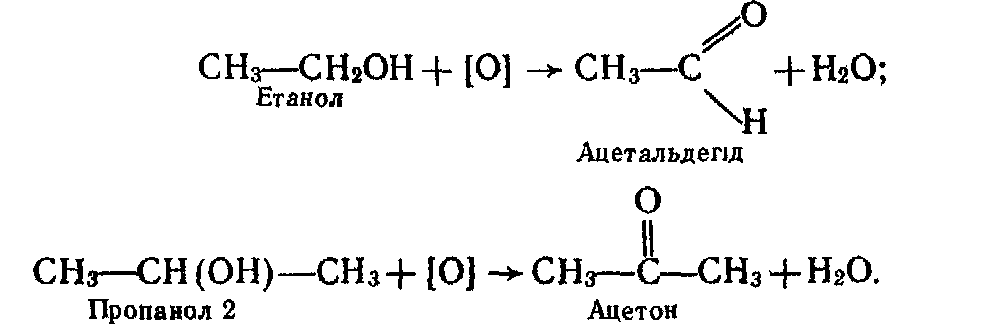 O
CH₃—CH₂OH + [O] → CH₃—C + H₂O;
Етанол
H
Ацетальдегід
O
CH₃—CH(OH)—CH₃ + [O] → CH₃—C—CH₃ + H₂O.
Пропанол 2 Ацетон